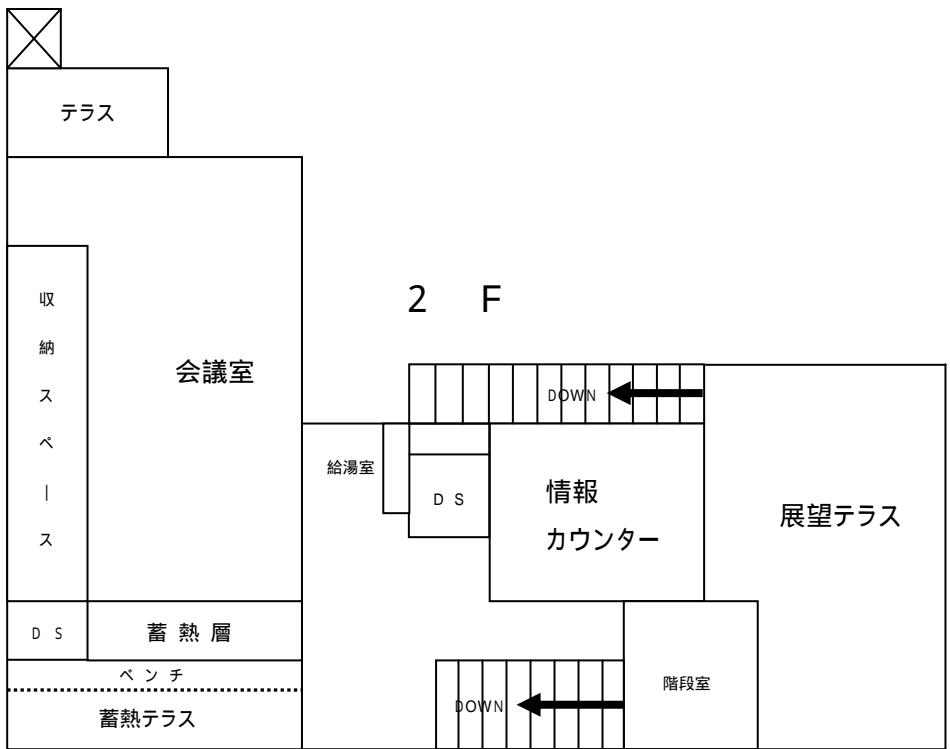 テラス
2 F
収納スペース
会議室
DOWN
給湯室
DS
情報
カウンター
展望テラス
DS
蓄熱層
ベンチ
蓄熱テラス
DOWN
階段室